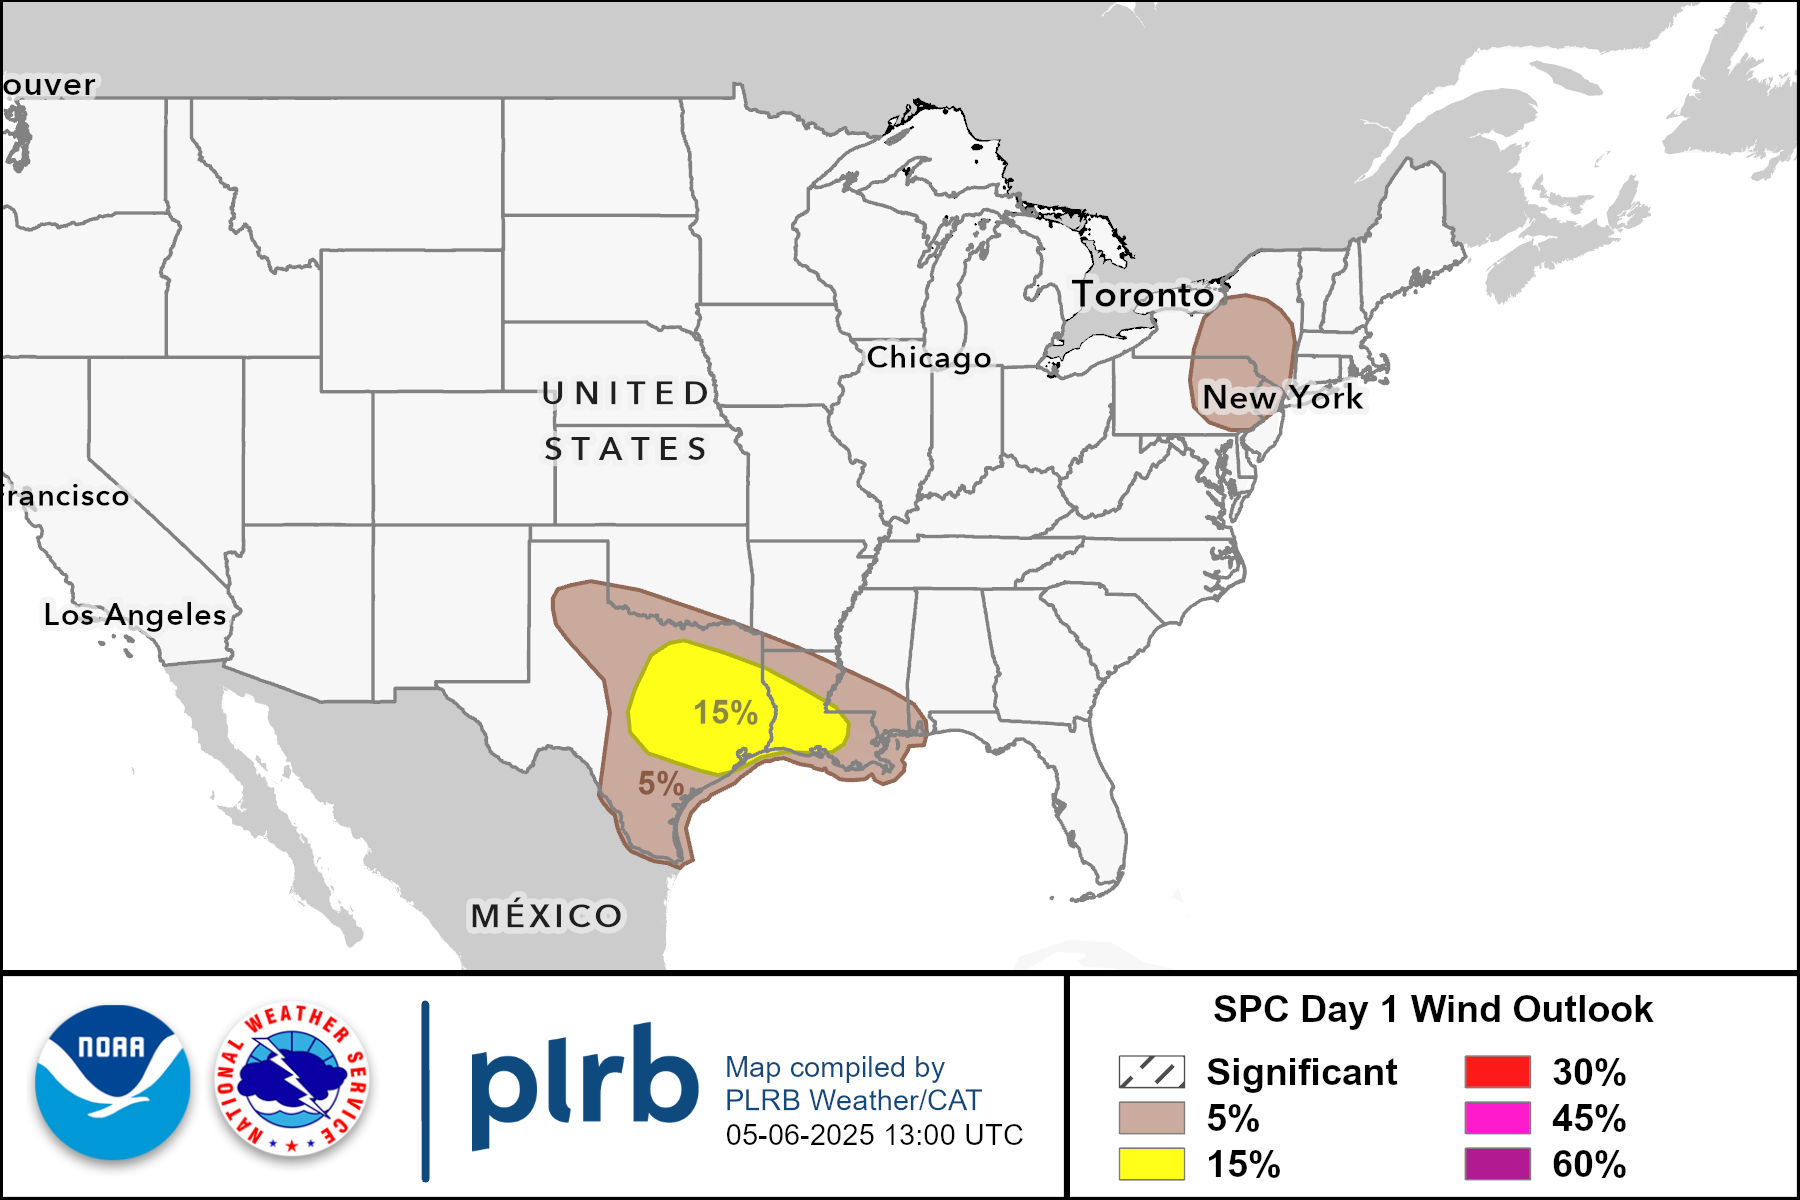 ouver
Toronto
Chicago
UNITED
STATES
New York
Francisco
Los Angeles
15%
5%
MÉXICO
NOAA
NATIONAL WEATHER SERVICE
plrb
Map compiled by
PLRB Weather/CAT
05-06-2025 13:00 UTC
SPC Day 1 Wind Outlook
Significant
5%
15%
30%
45%
60%